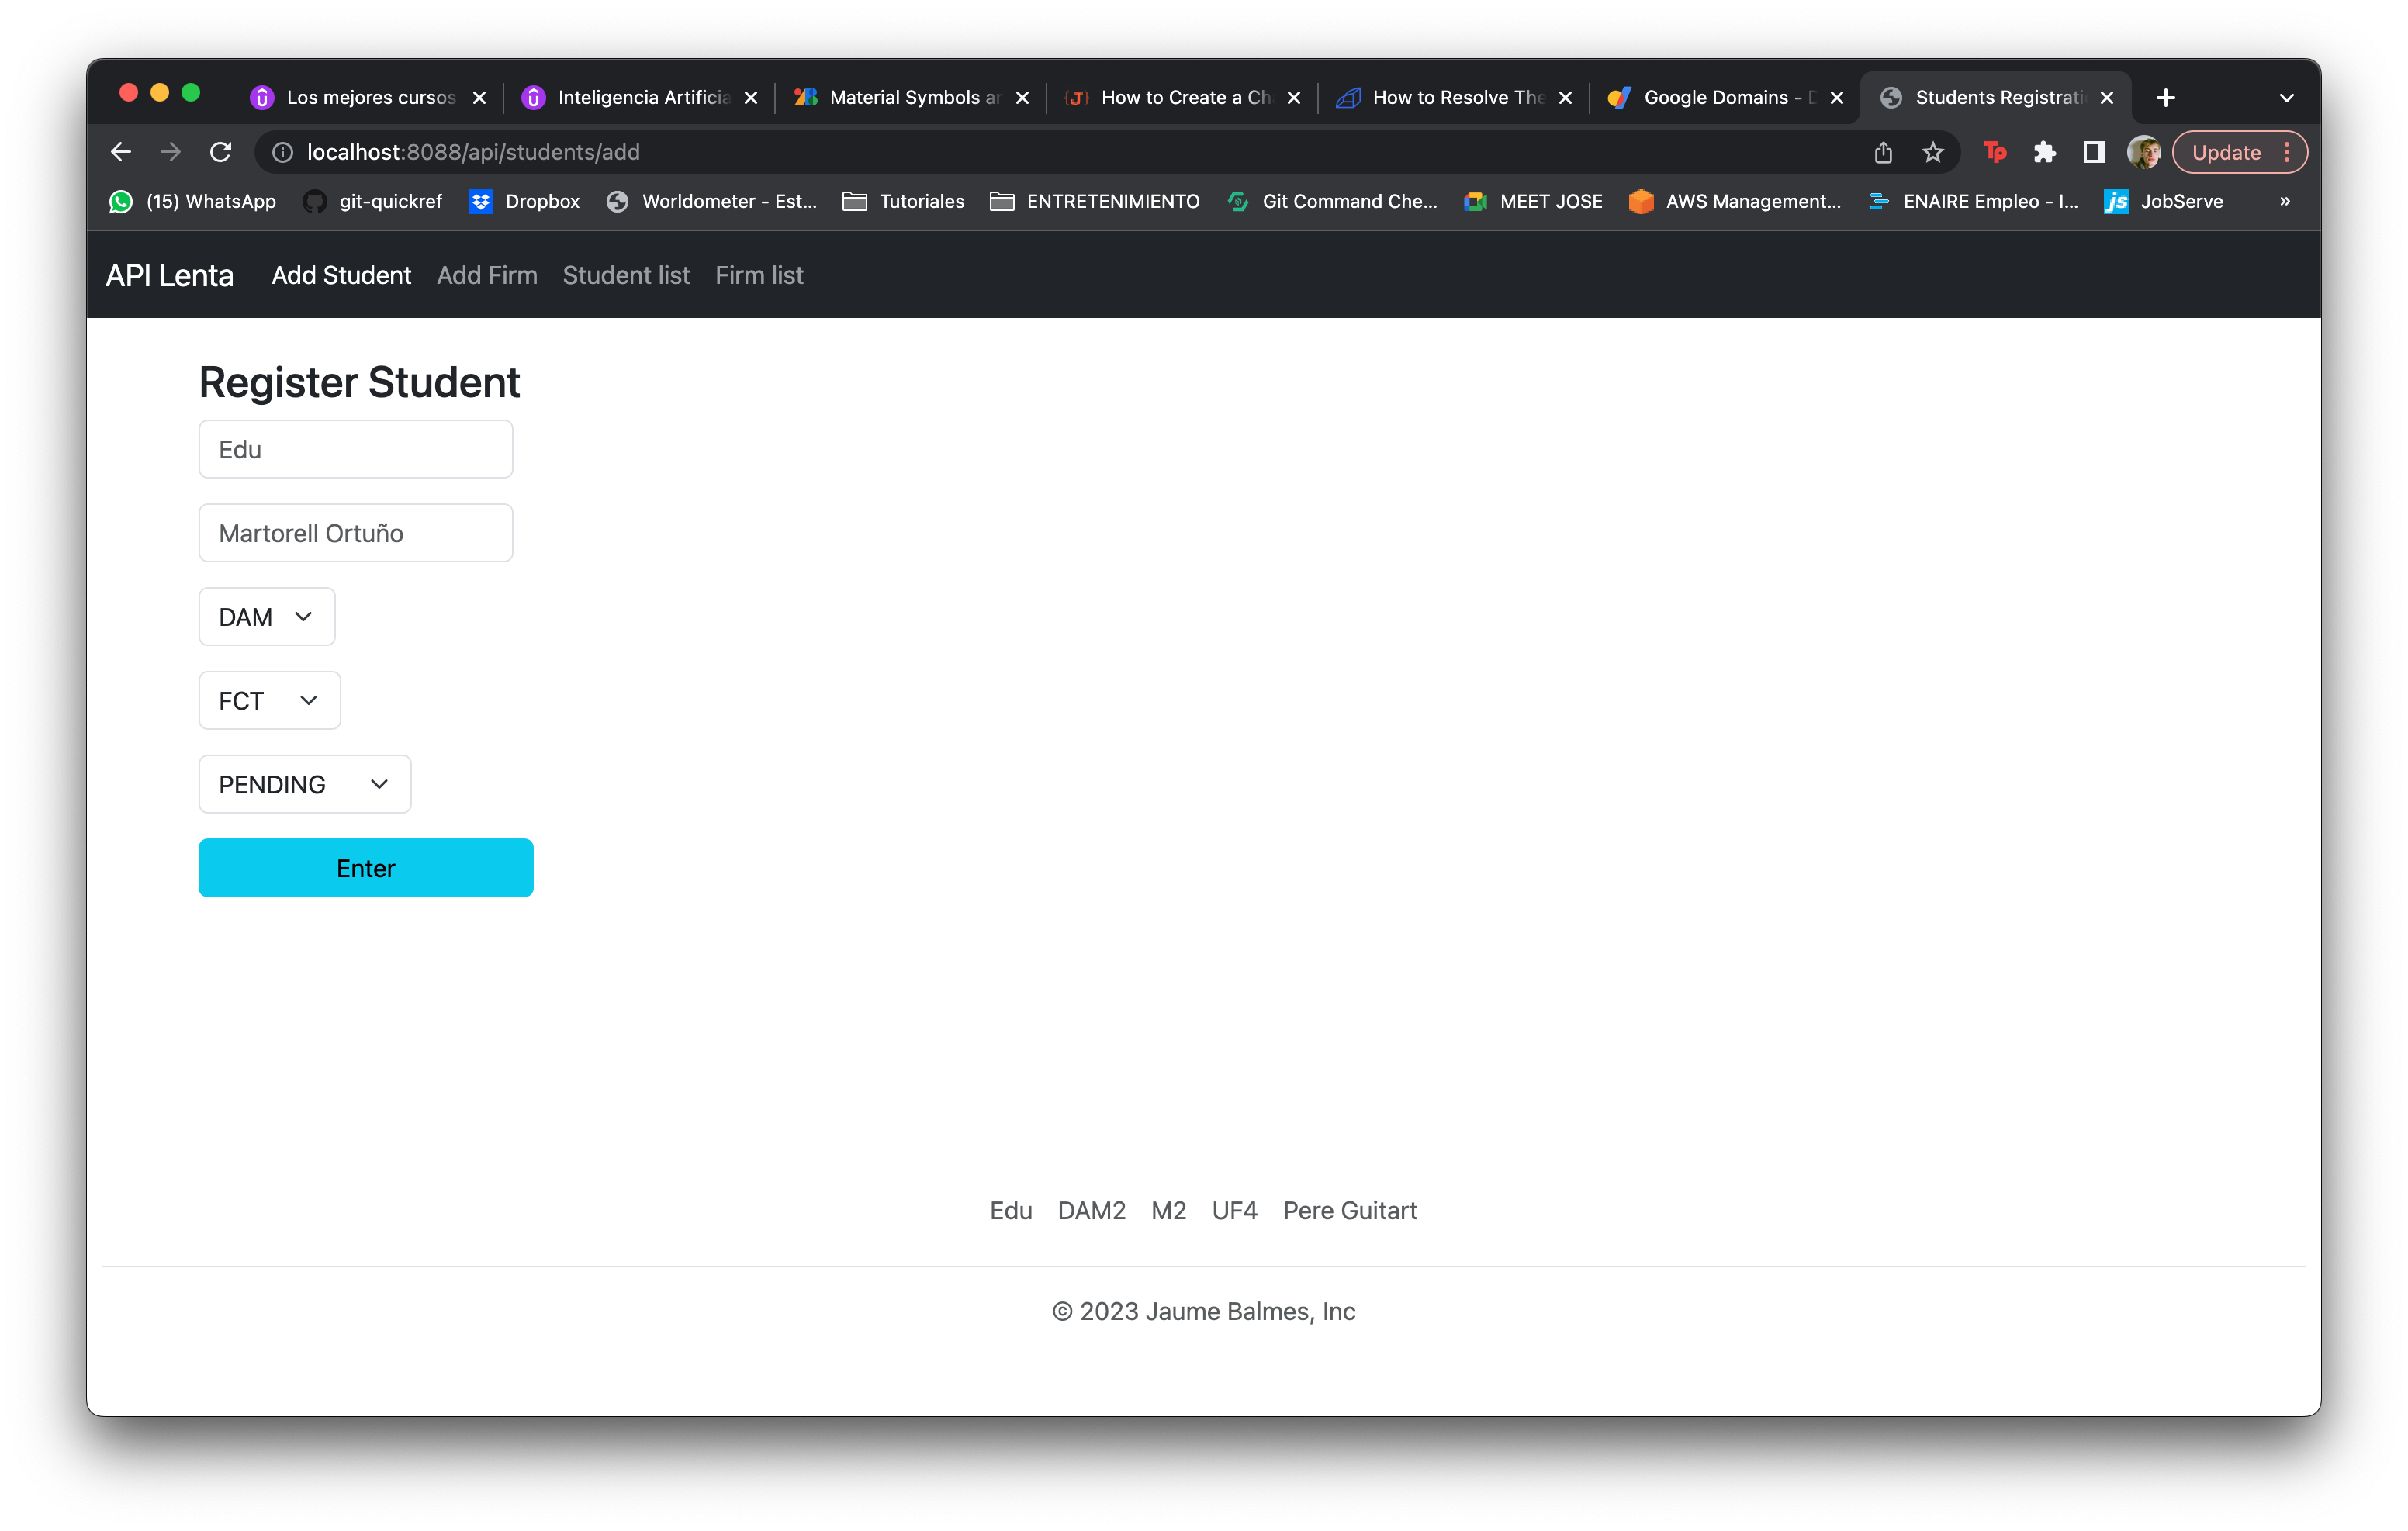 Los mejores cursos Inteligencia Artificia Material Symbols ar How to Create a Ch How to Resolve The Google Domains - D Students Registrati
localhost:8088/api/students/add Tp Update
(15) WhatsApp git-quickref Dropbox Worldometer - Est... Tutoriales ENTRETENIMIENTO Git Command Che... MEET JOSE AWS Management... ENAIRE Empleo - I... js JobServe »
API Lenta Add Student Add Firm Student list Firm list
Register Student
Edu
Martorell Ortuño
DAM
FCT
PENDING
Enter
Edu DAM2 M2 UF4 Pere Guitart
© 2023 Jaume Balmes, Inc